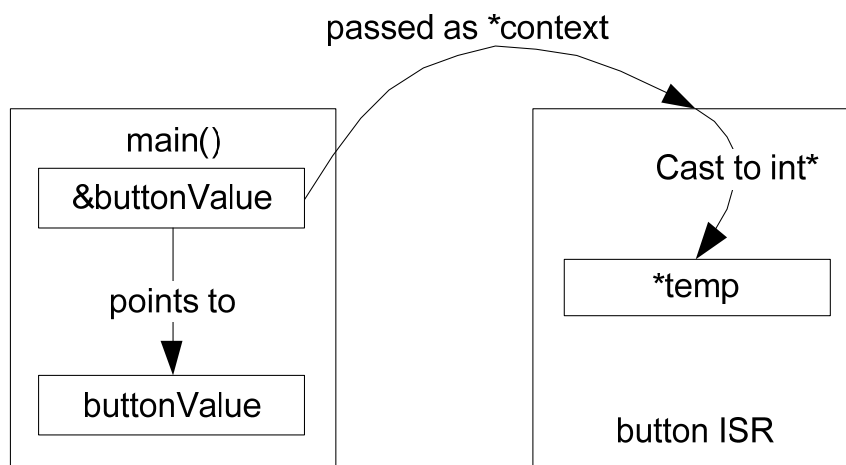 passed as *context
main()
&buttonValue
points to
buttonValue
Cast to int*
*temp
button ISR